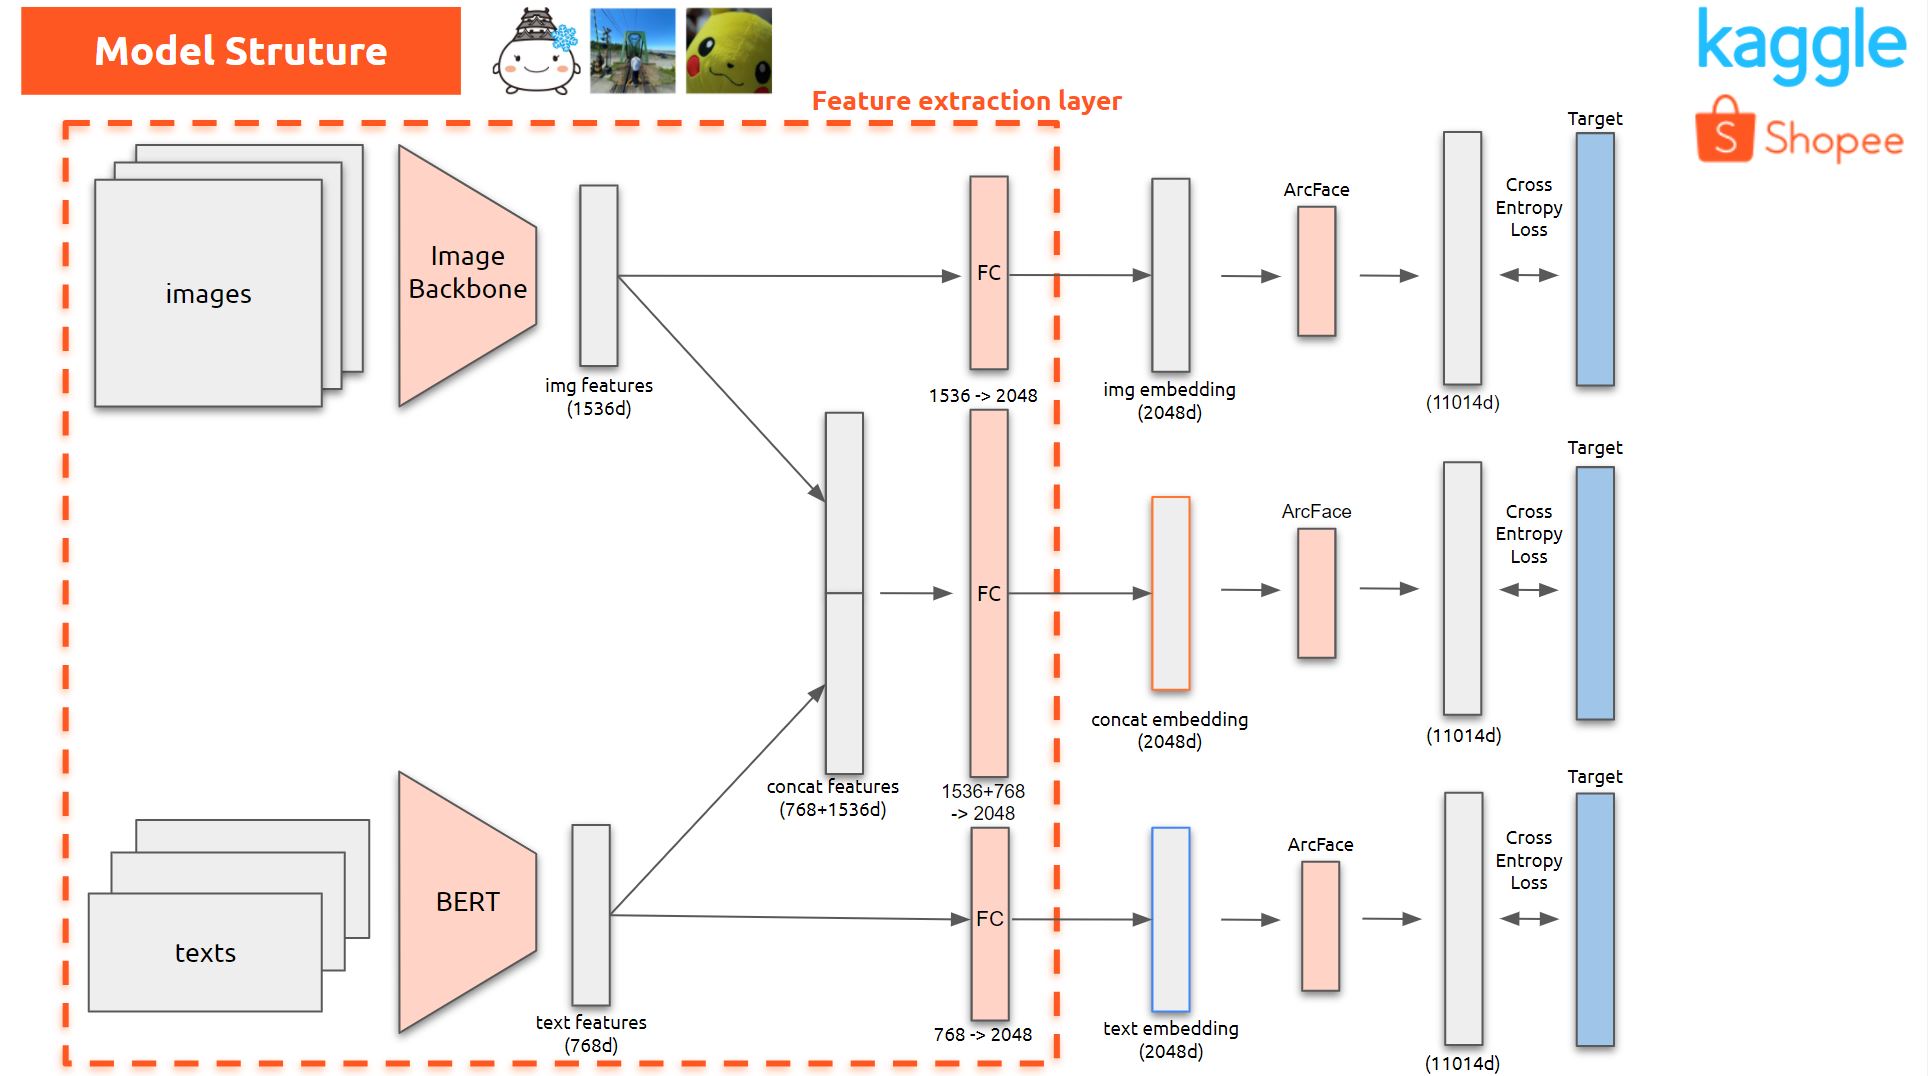 Model Struture
kaggle
Shopee
S
Feature extraction layer
images
Image
Backbone
img features
(1536d)
FC
1536 -> 2048
img embedding
(2048d)
ArcFace
(11014d)
Cross
Entropy
Loss
Target
concat features
(768+1536d)
FC
1536+768
-> 2048
concat embedding
(2048d)
ArcFace
(11014d)
Cross
Entropy
Loss
Target
texts
BERT
text features
(768d)
FC
768 -> 2048
text embedding
(2048d)
ArcFace
(11014d)
Cross
Entropy
Loss
Target